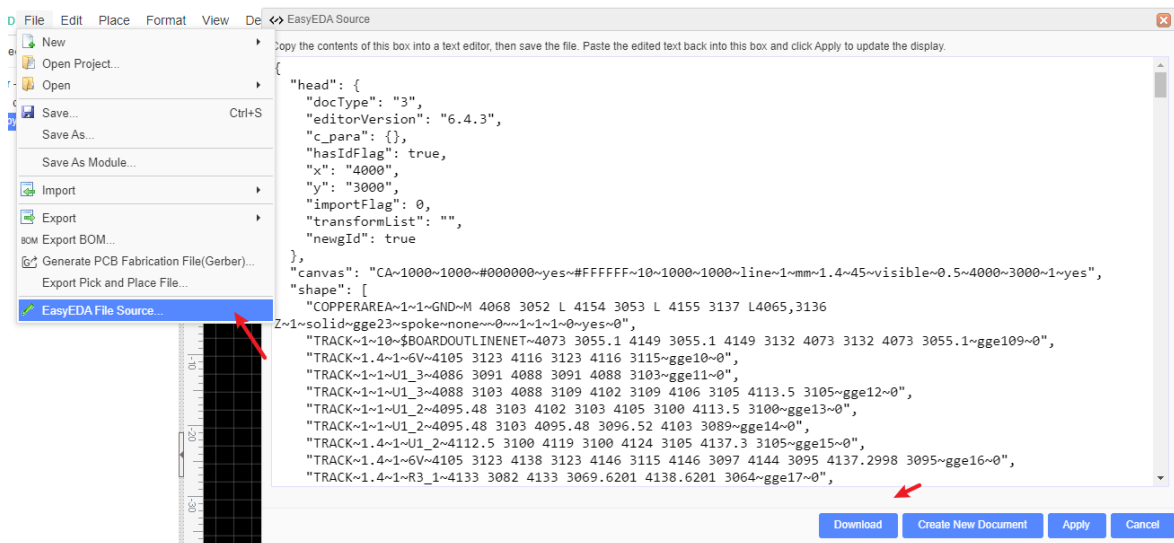 File Edit Place Format View De
New
Open Project...
Open
Save... Ctrl+S
Save As...
Save As Module...
Import
Export
BOM Export BOM...
Generate PCB Fabrication File(Gerber)...
Export Pick and Place File...
EasyEDA File Source...
-10
-20
-30
EasyEDA Source
Copy the contents of this box into a text editor, then save the file. Paste the edited text back into this box and click Apply to update the display.
{
"head": {
"docType": "3",
"editorVersion": "6.4.3",
"c_para": {},
"hasIdFlag": true,
"x": "4000",
"y": "3000",
"importFlag": 0,
"transformList": "",
"newgId": true
},
"canvas": "CA~1000~1000~#000000~yes~#FFFFFF~10~1000~1000~line~1~mm~1.4~45~visible~0.5~4000~3000~1~yes",
"shape": [
"COPPERAREA~1~1~GND~M 4068 3052 L 4154 3053 L 4155 3137 L4065,3136
Z~1~solid~gge23~spoke~none~~0~~1~1~1~0~yes~0",
"TRACK~1~10~$BOARDOUTLINENET~4073 3055.1 4149 3055.1 4149 3132 4073 3132 4073 3055.1~gge109~0",
"TRACK~1.4~1~6V~4105 3123 4116 3123 4116 3115~gge10~0",
"TRACK~1~1~U1_3~4086 3091 4088 3091 4088 3103~gge11~0",
"TRACK~1~1~U1_3~4088 3103 4088 3109 4102 3109 4106 3105 4113.5 3105~gge12~0",
"TRACK~1~1~U1_2~4095.48 3103 4102 3103 4105 3100 4113.5 3100~gge13~0",
"TRACK~1~1~U1_2~4095.48 3103 4095.48 3096.52 4103 3089~gge14~0",
"TRACK~1.4~1~U1_2~4112.5 3100 4119 3100 4124 3105 4137.3 3105~gge15~0",
"TRACK~1.4~1~6V~4105 3123 4138 3123 4146 3115 4146 3097 4144 3095 4137.2998 3095~gge16~0",
"TRACK~1.4~1~R3_1~4133 3082 4133 3069.6201 4138.6201 3064~gge17~0",
Download Create New Document Apply Cancel